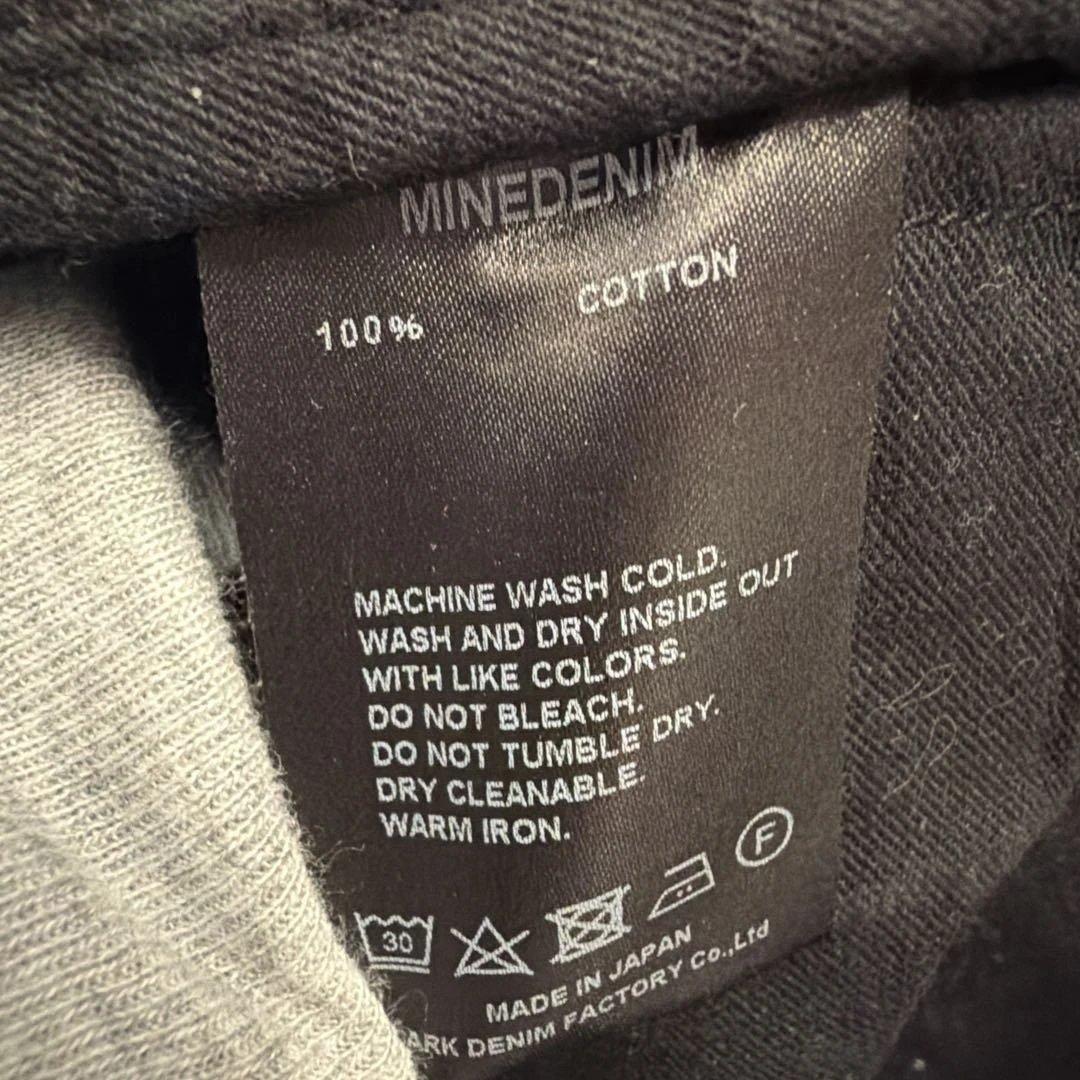 MINEDENIM
100% COTTON
MACHINE WASH COLD.
WASH AND DRY INSIDE OUT
WITH LIKE COLORS.
DO NOT BLEACH.
DO NOT TUMBLE DRY.
DRY CLEANABLE.
WARM IRON.
30 F
MADE IN JAPAN
DENIM FACTORY Co.,Ltd